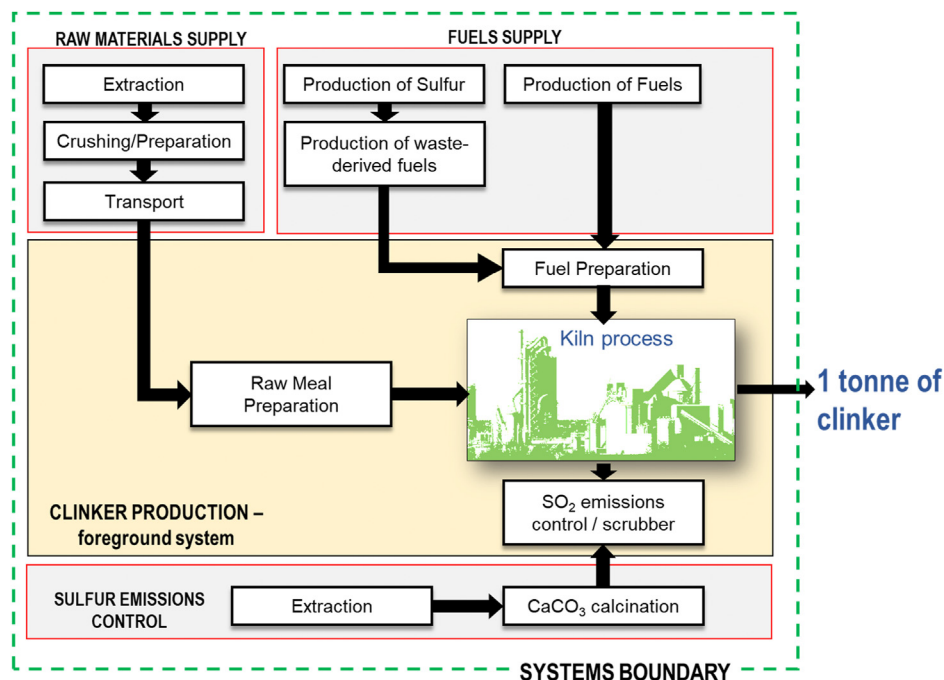 RAW MATERIALS SUPPLY
Extraction
Crushing/Preparation
Transport
FUELS SUPPLY
Production of Sulfur
Production of Fuels
Production of waste-
derived fuels
Fuel Preparation
Kiln process
Raw Meal
Preparation
1 tonne of
clinker
CLINKER PRODUCTION –
foreground system
SO₂ emissions
control / scrubber
SULFUR EMISSIONS
CONTROL
Extraction
CaCO₃ calcination
SYSTEMS BOUNDARY